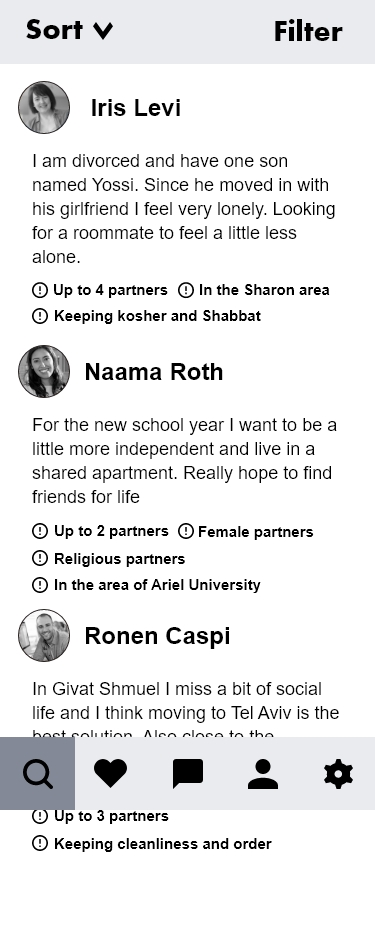 Sort Filter
Iris Levi
I am divorced and have one son
named Yossi. Since he moved in with
his girlfriend I feel very lonely. Looking
for a roommate to feel a little less
alone.
Up to 4 partners In the Sharon area
Keeping kosher and Shabbat
Naama Roth
For the new school year I want to be a
little more independent and live in a
shared apartment. Really hope to find
friends for life
Up to 2 partners Female partners
Religious partners
In the area of Ariel University
Ronen Caspi
In Givat Shmuel I miss a bit of social
life and I think moving to Tel Aviv is the
best solution. Also close to the
Up to 3 partners
Keeping cleanliness and order